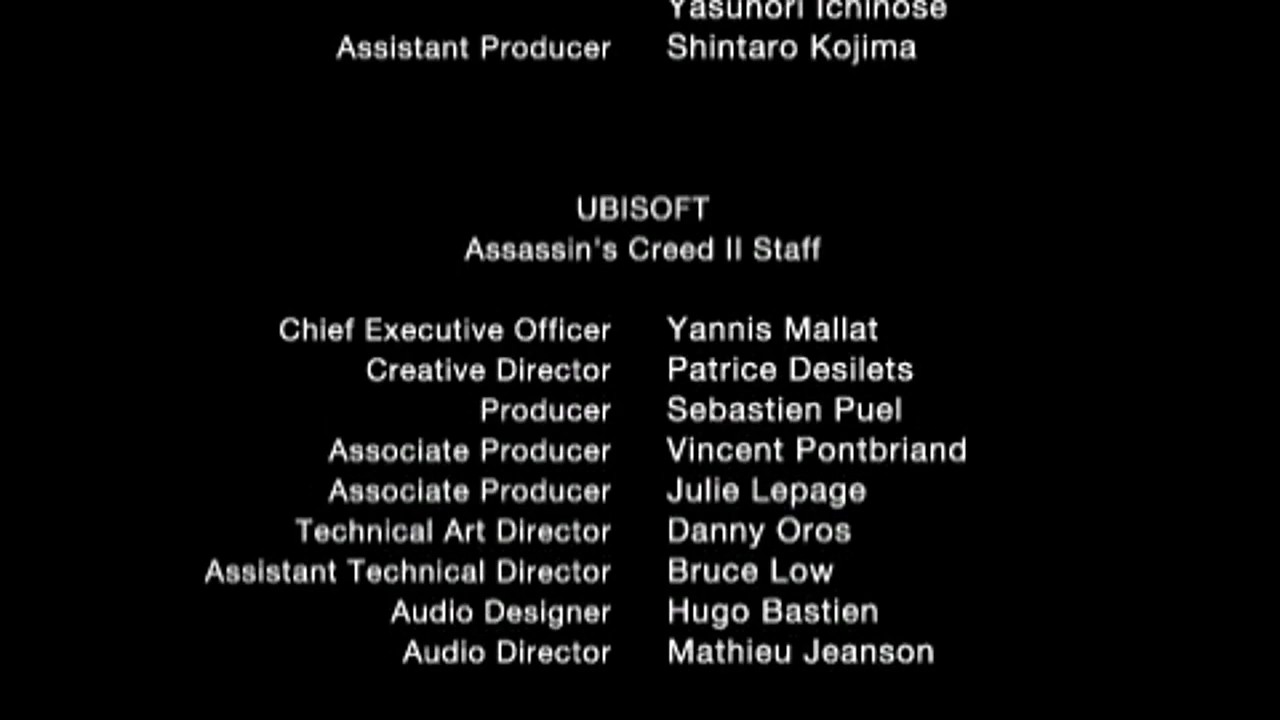 Yasunori Ichinose
Assistant Producer Shintaro Kojima
UBISOFT
Assassin's Creed II Staff
Chief Executive Officer Yannis Mallat
Creative Director Patrice Desilets
Producer Sebastien Puel
Associate Producer Vincent Pontbriand
Associate Producer Julie Lepage
Technical Art Director Danny Oros
Assistant Technical Director Bruce Low
Audio Designer Hugo Bastien
Audio Director Mathieu Jeanson